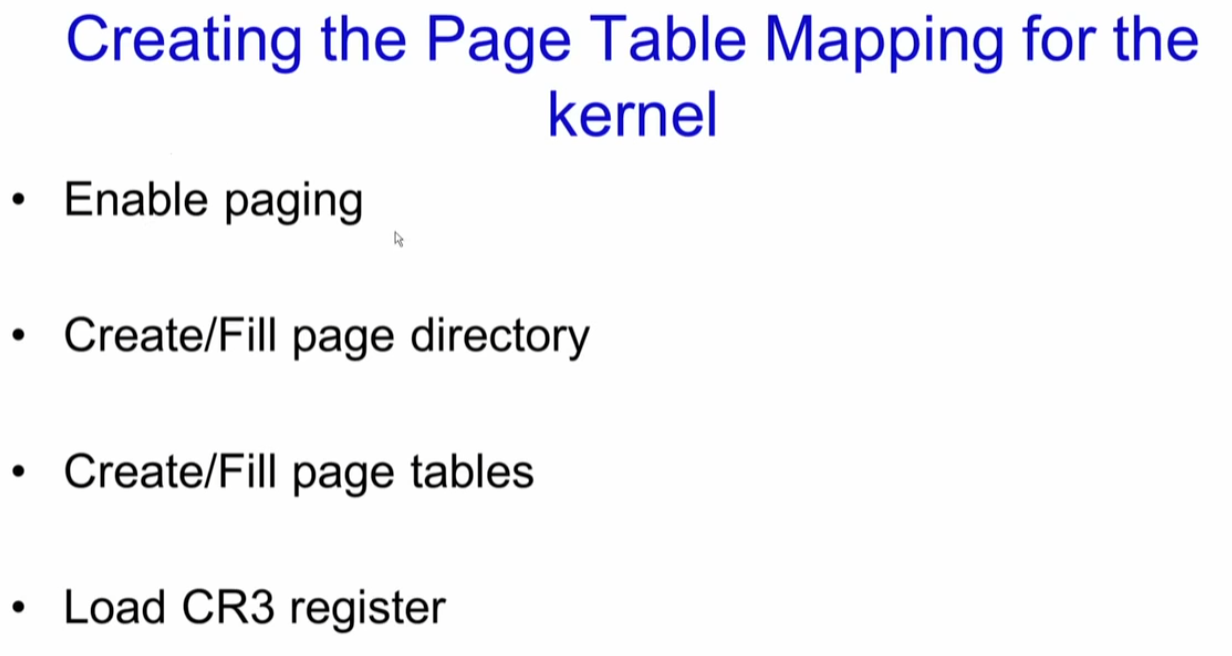 Creating the Page Table Mapping for the
kernel
• Enable paging
• Create/Fill page directory
• Create/Fill page tables
• Load CR3 register